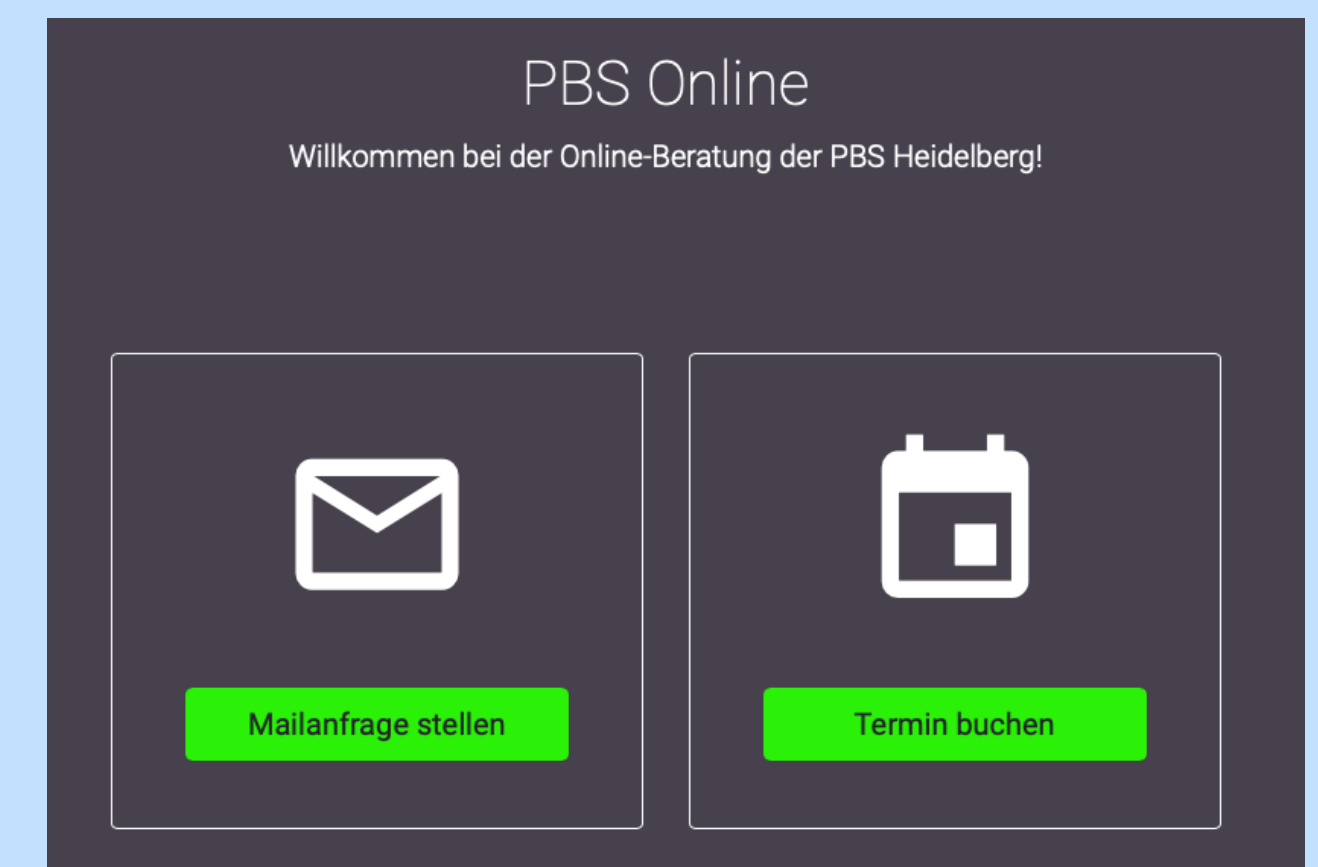 PBS Online
Willkommen bei der Online-Beratung der PBS Heidelberg!
Mailanfrage stellen
Termin buchen